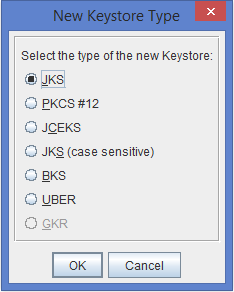 New Keystore Type
Select the type of the new Keystore:
JKS
PKCS #12
JCEKS
JKS (case sensitive)
BKS
UBER
GKR
OK Cancel